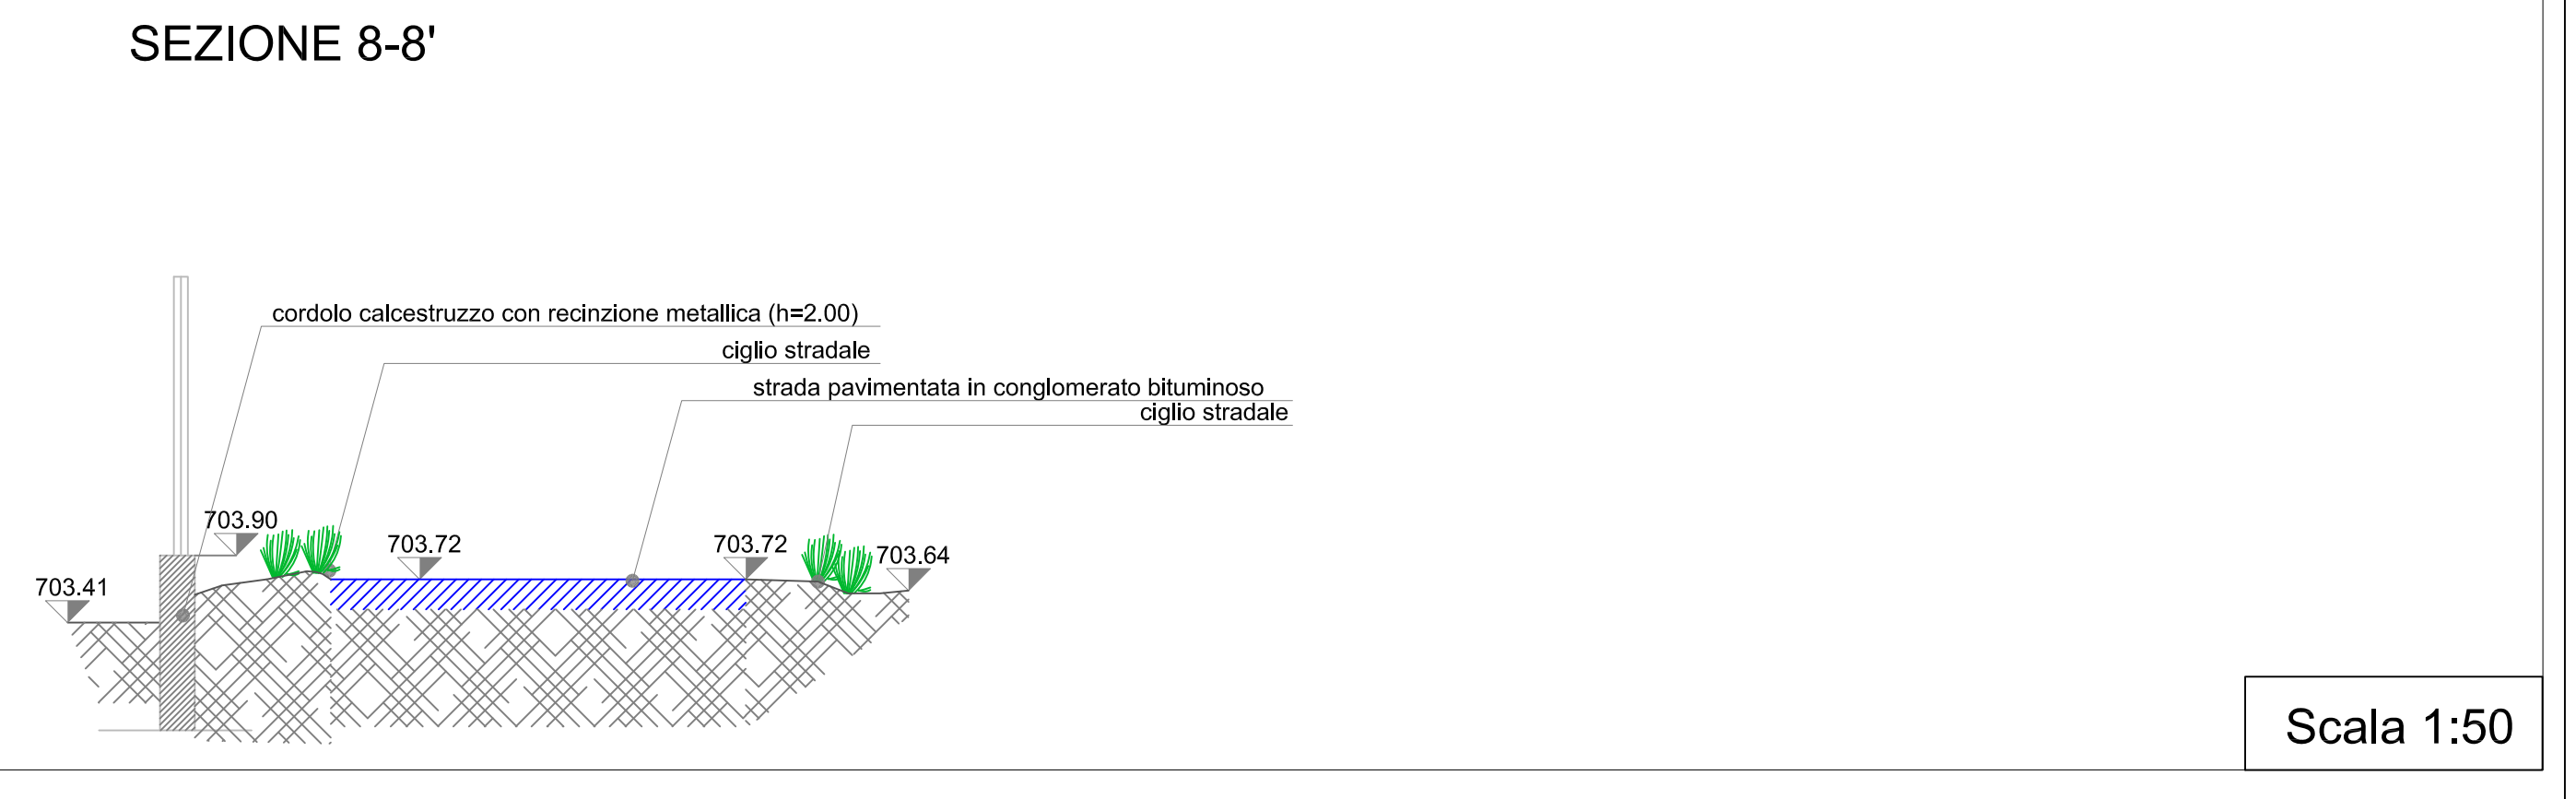 SEZIONE 8-8'
cordolo calcestruzzo con recinzione metallica (h=2.00)
ciglio stradale
strada pavimentata in conglomerato bituminoso
ciglio stradale
703.90
703.72
703.72
703.64
703.41
Scala 1:50